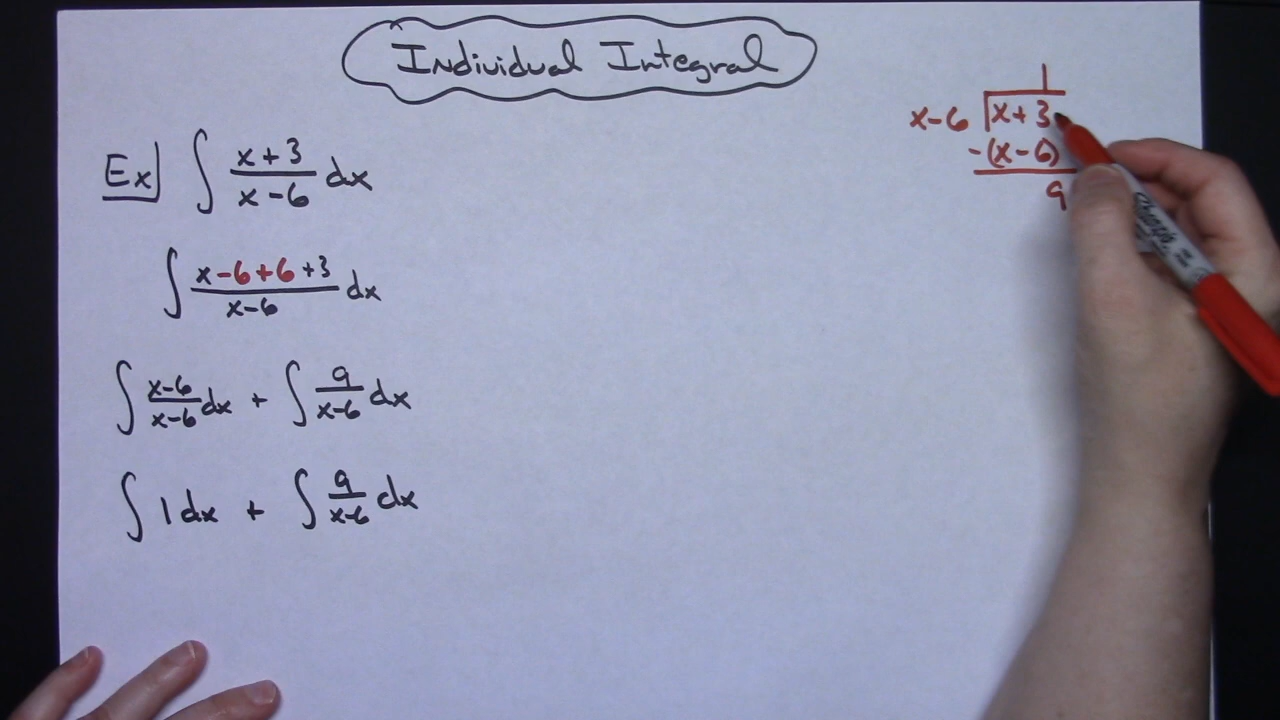 Individual Integral
Ex ∫ (x+3)/(x-6) dx
∫ (x-6+6+3)/(x-6) dx
∫ (x-6)/(x-6) dx + ∫ 9/(x-6) dx
∫ 1 dx + ∫ 9/(x-6) dx
1
x-6 x+3
-(x-6)
9
Sharpie